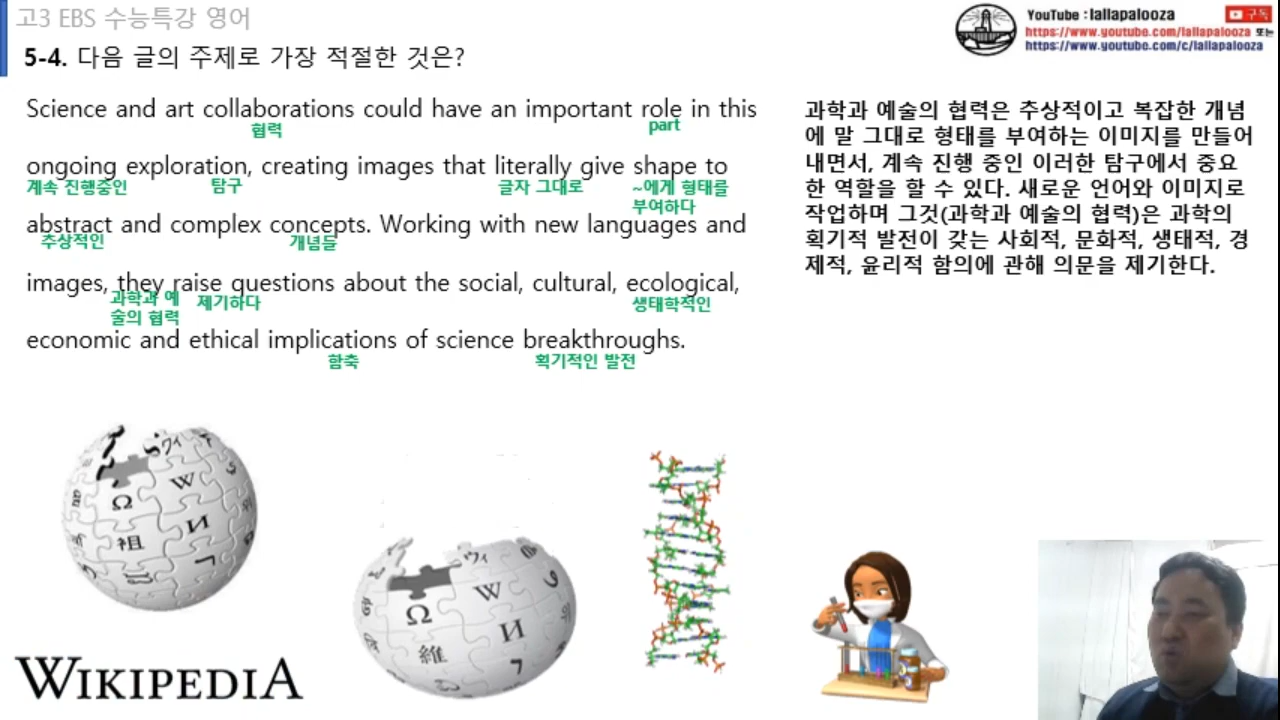 고3 EBS 수능특강 영어
YouTube : lallapalooza
구독
https://www.youtube.com/lallapalooza 또는
https://www.youtube.com/c/lallapalooza
5-4. 다음 글의 주제로 가장 적절한 것은?
Science and art collaborations could have an important role in this
협력 part
ongoing exploration, creating images that literally give shape to
계속 진행중인 탐구 글자 그대로 ~에게 형태를
부여하다
abstract and complex concepts. Working with new languages and
추상적인 개념들
images, they raise questions about the social, cultural, ecological,
과학과 예 제기하다 생태학적인
술의 협력
economic and ethical implications of science breakthroughs.
함축 획기적인 발전
과학과 예술의 협력은 추상적이고 복잡한 개념
에 말 그대로 형태를 부여하는 이미지를 만들어
내면서, 계속 진행 중인 이러한 탐구에서 중요
한 역할을 할 수 있다. 새로운 언어와 이미지로
작업하며 그것(과학과 예술의 협력)은 과학의
획기적 발전이 갖는 사회적, 문화적, 생태적, 경
제적, 윤리적 함의에 관해 의문을 제기한다.
Ω W И 祖
Ω W И 維
WIKIPEDIA